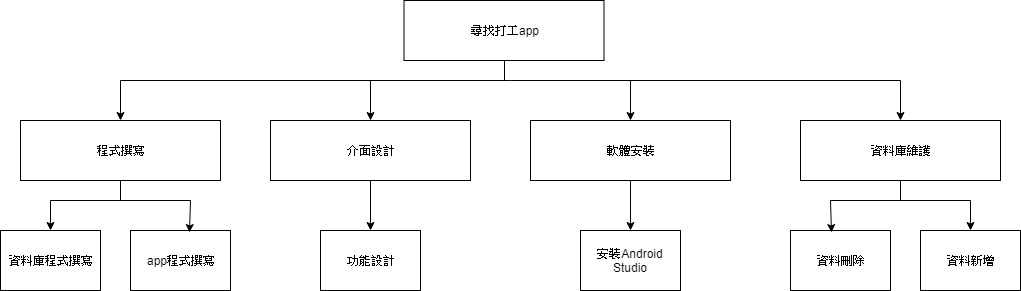 尋找打工app
程式撰寫
介面設計
軟體安裝
資料庫維護
資料庫程式撰寫
app程式撰寫
功能設計
安裝Android
Studio
資料刪除
資料新增